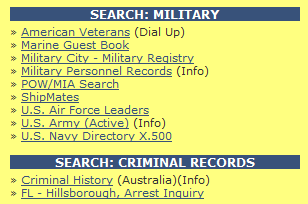 SEARCH: MILITARY
» American Veterans (Dial Up)
» Marine Guest Book
» Military City - Military Registry
» Military Personnel Records (Info)
» POW/MIA Search
» ShipMates
» U.S. Air Force Leaders
» U.S. Army (Active) (Info)
» U.S. Navy Directory X.500
SEARCH: CRIMINAL RECORDS
» Criminal History (Australia)(Info)
» FL - Hillsborough, Arrest Inquiry